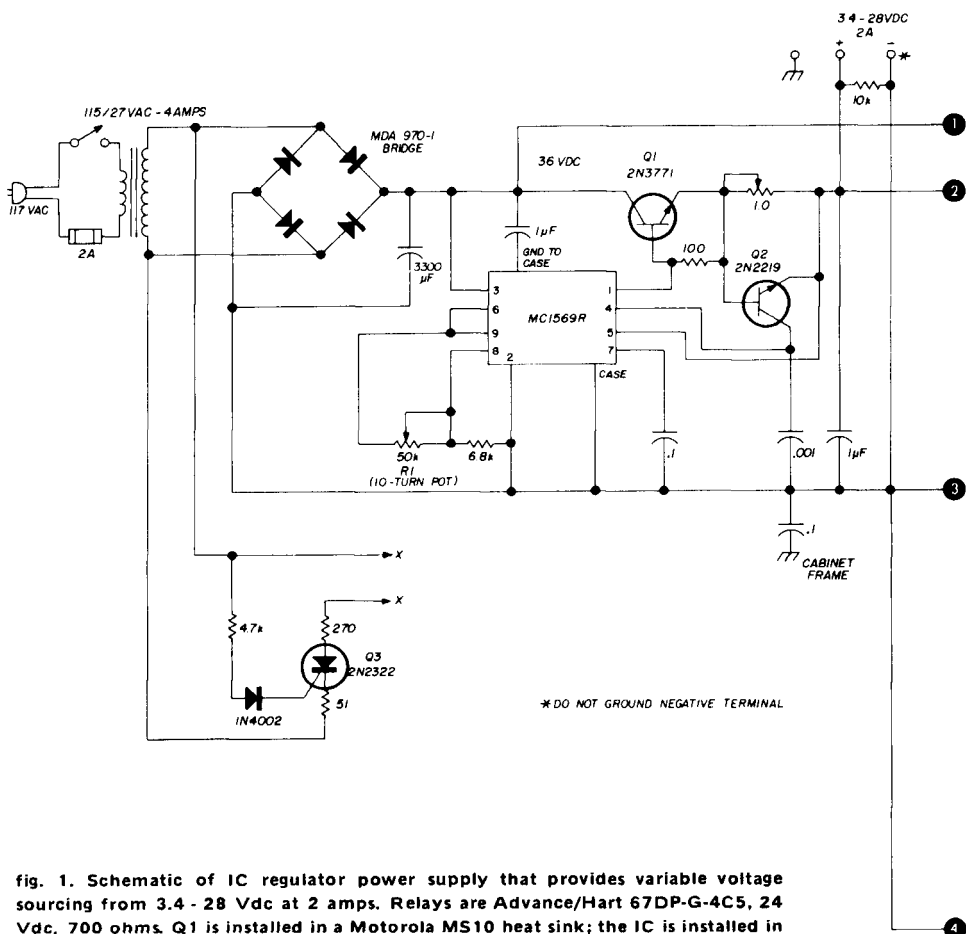 34-28VDC
2A
+
-
*
115/27VAC-4AMPS
10k
MDA 970-1
BRIDGE
1
36 VDC
Q1
2N3771
2
1.0
117 VAC
2A
1µF
GND TO
CASE
100
Q2
2N2219
3300
µF
3
6
9
8
2
MC1569R
1
4
5
7
CASE
50k
R1
(10-TURN POT)
6.8k
.1
.001
1µF
3
.1
CABINET
FRAME
X
X
4.7k
270
Q3
2N2322
51
1N4002
*DO NOT GROUND NEGATIVE TERMINAL
fig. 1. Schematic of IC regulator power supply that provides variable voltage
sourcing from 3.4 - 28 Vdc at 2 amps. Relays are Advance/Hart 67DP-G-4C5, 24
Vdc, 700 ohms. Q1 is installed in a Motorola MS10 heat sink; the IC is installed in
4